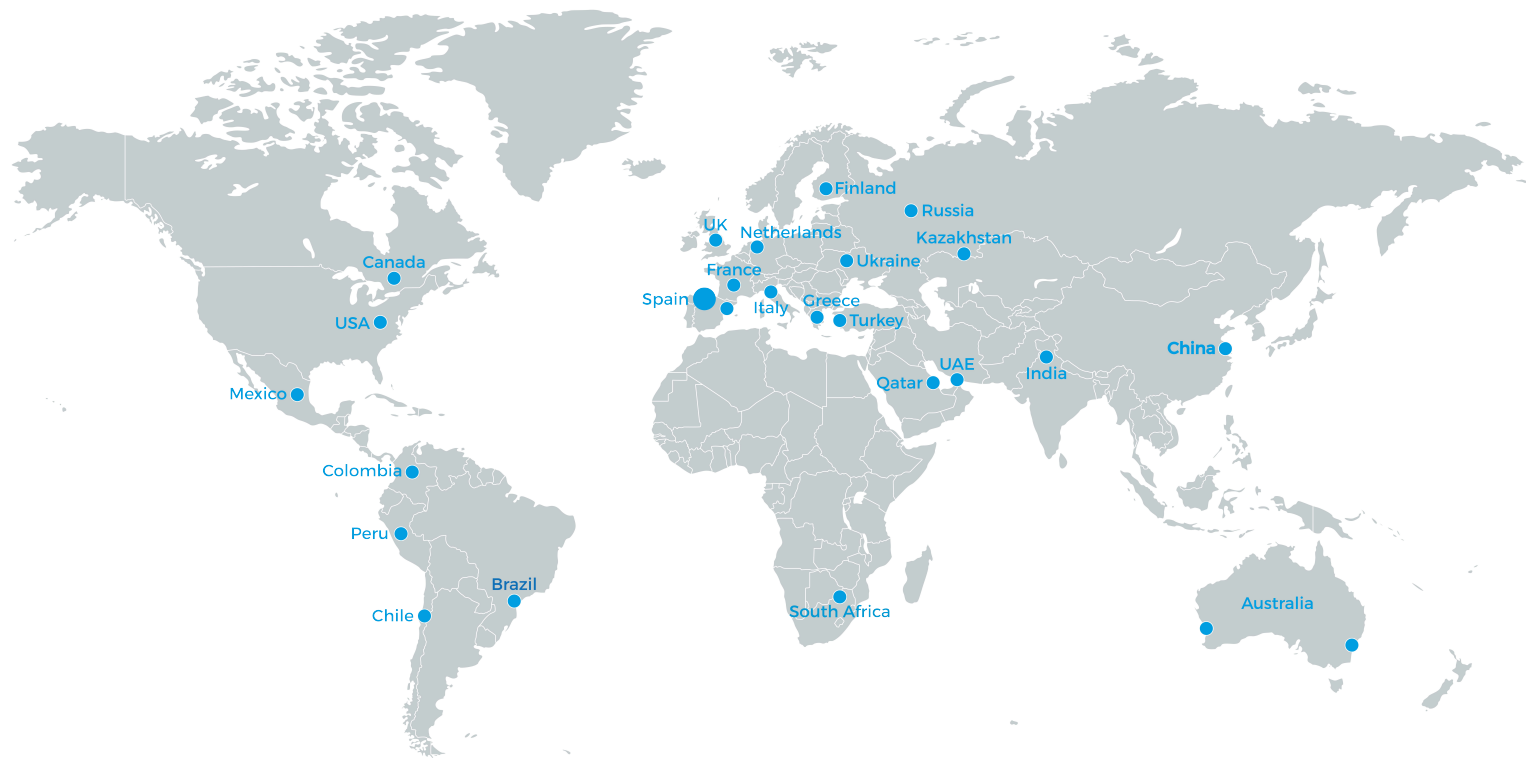 Finland
Russia
UK
Netherlands
Kazakhstan
Canada
France
Ukraine
Spain
Italy
Greece
USA
Turkey
China
UAE
India
Qatar
Mexico
Colombia
Peru
Brazil
Australia
South Africa
Chile